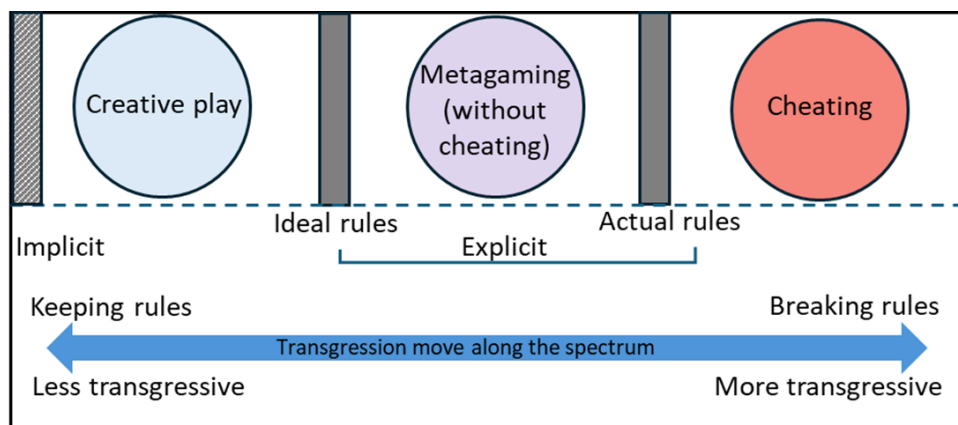 Creative play
Metagaming
(without
cheating)
Cheating
Ideal rules
Actual rules
Implicit
Explicit
Keeping rules
Breaking rules
Transgression move along the spectrum
Less transgressive
More transgressive